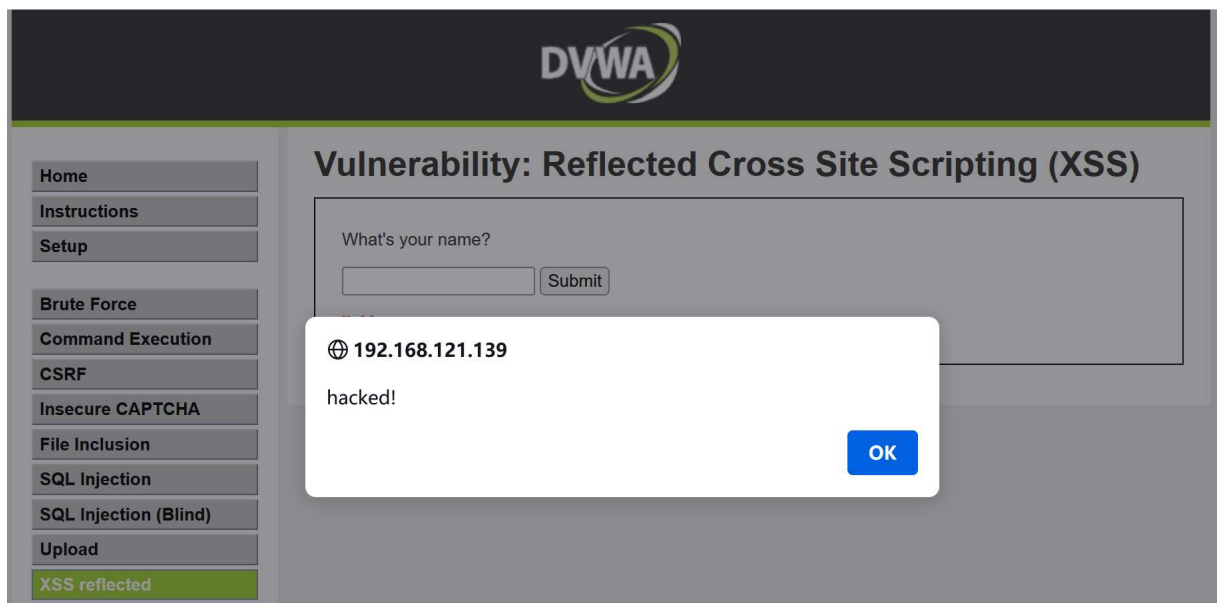 DVWA
Home
Instructions
Setup
Brute Force
Command Execution
CSRF
Insecure CAPTCHA
File Inclusion
SQL Injection
SQL Injection (Blind)
Upload
XSS reflected
Vulnerability: Reflected Cross Site Scripting (XSS)
What's your name?
Submit
192.168.121.139
hacked!
OK